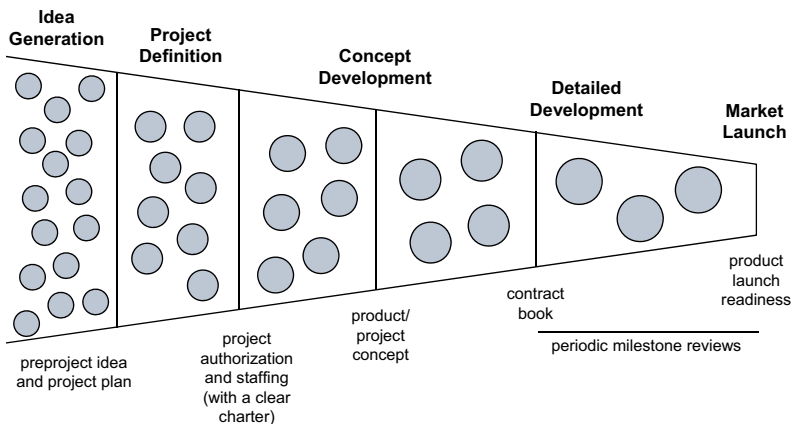 Idea
Generation
Project
Definition
Concept
Development
Detailed
Development
Market
Launch
preproject idea
and project plan
project
authorization
and staffing
(with a clear
charter)
product/
project
concept
contract
book
product
launch
readiness
periodic milestone reviews